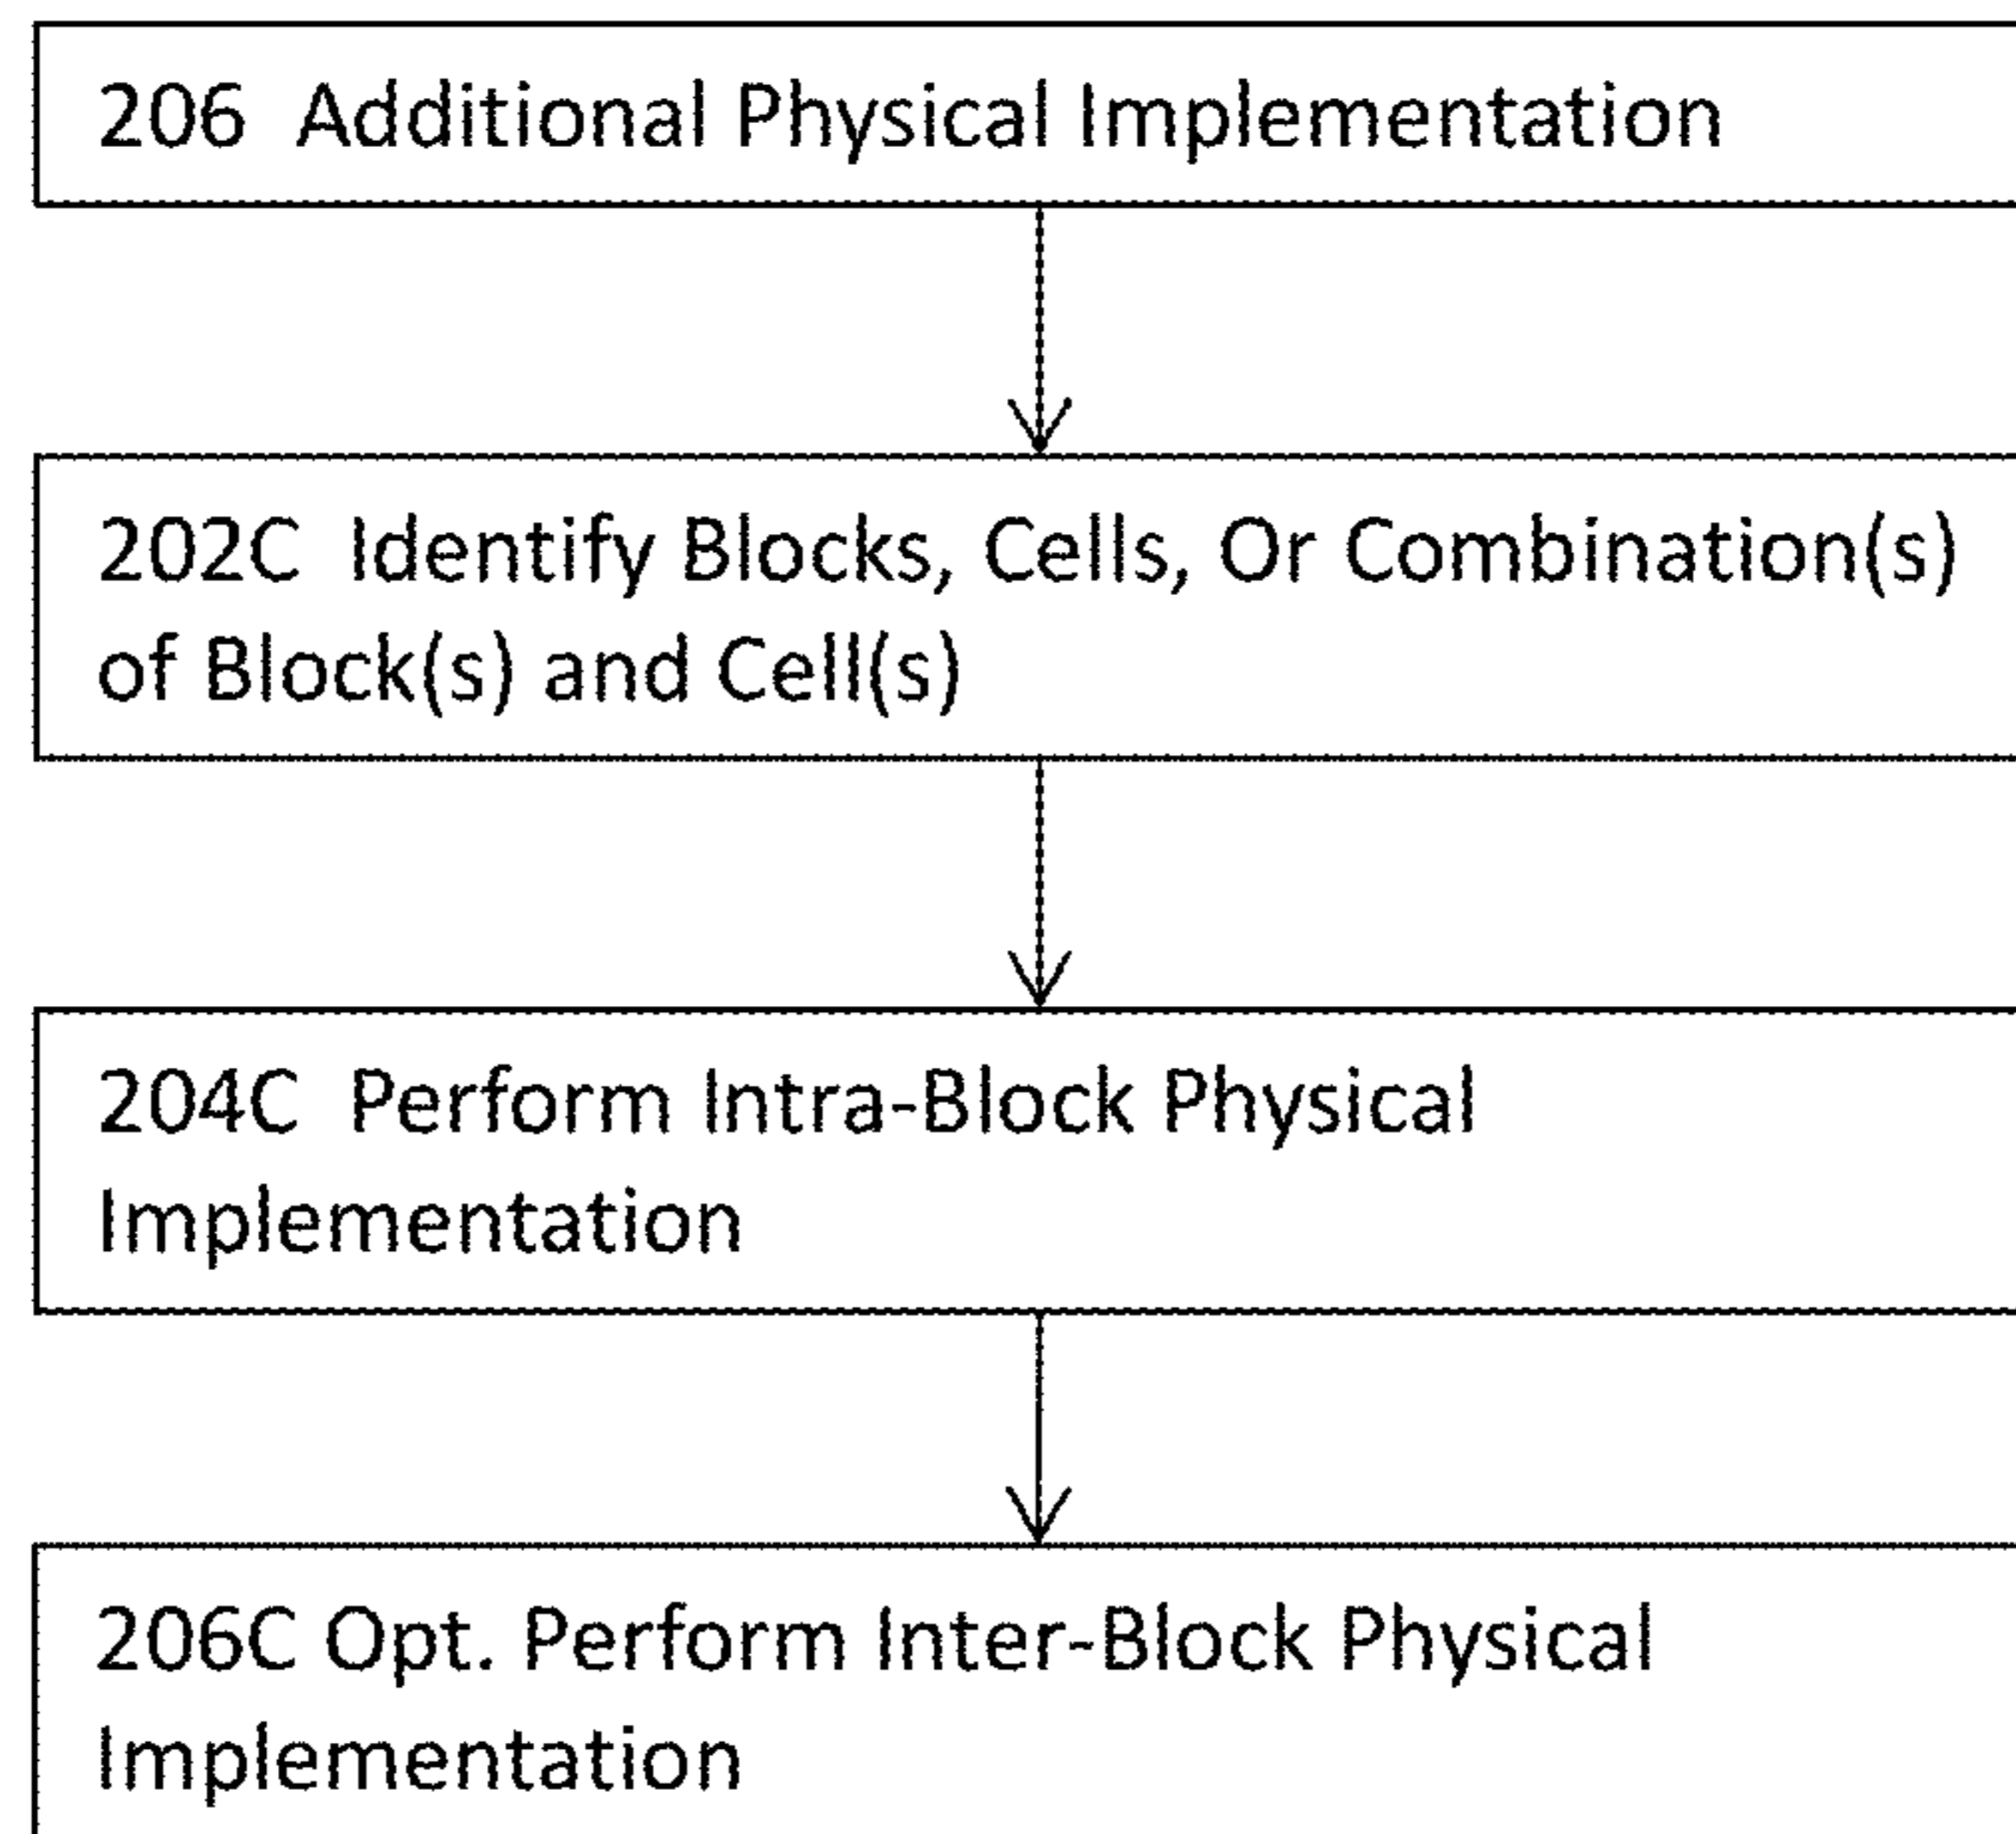 206 Additional Physical Implementation
202C Identify Blocks, Cells, Or Combination(s)
of Block(s) and Cell(s)
204C Perform Intra-Block Physical
Implementation
206C Opt. Perform Inter-Block Physical
Implementation